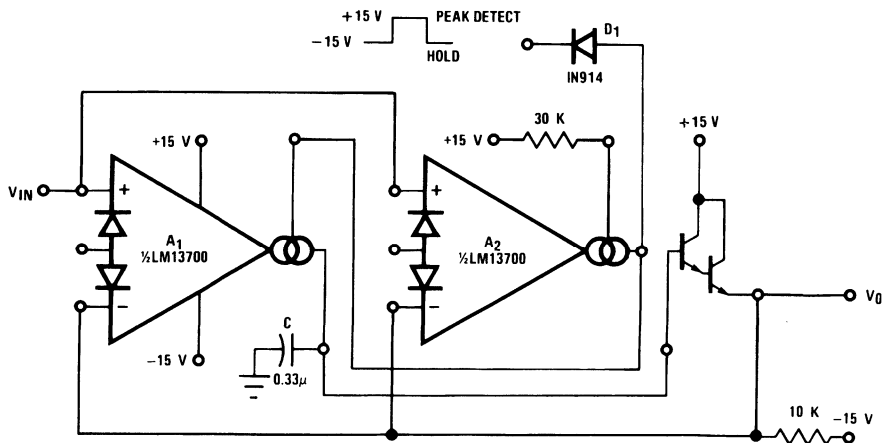 +15 V
PEAK DETECT
−15 V
HOLD
D1
IN914
+15 V
+15 V
30 K
+15 V
VIN
+
A1
½LM13700
−
−15 V
C
0.33μ
+
A2
½LM13700
−
VO
10 K
−15 V